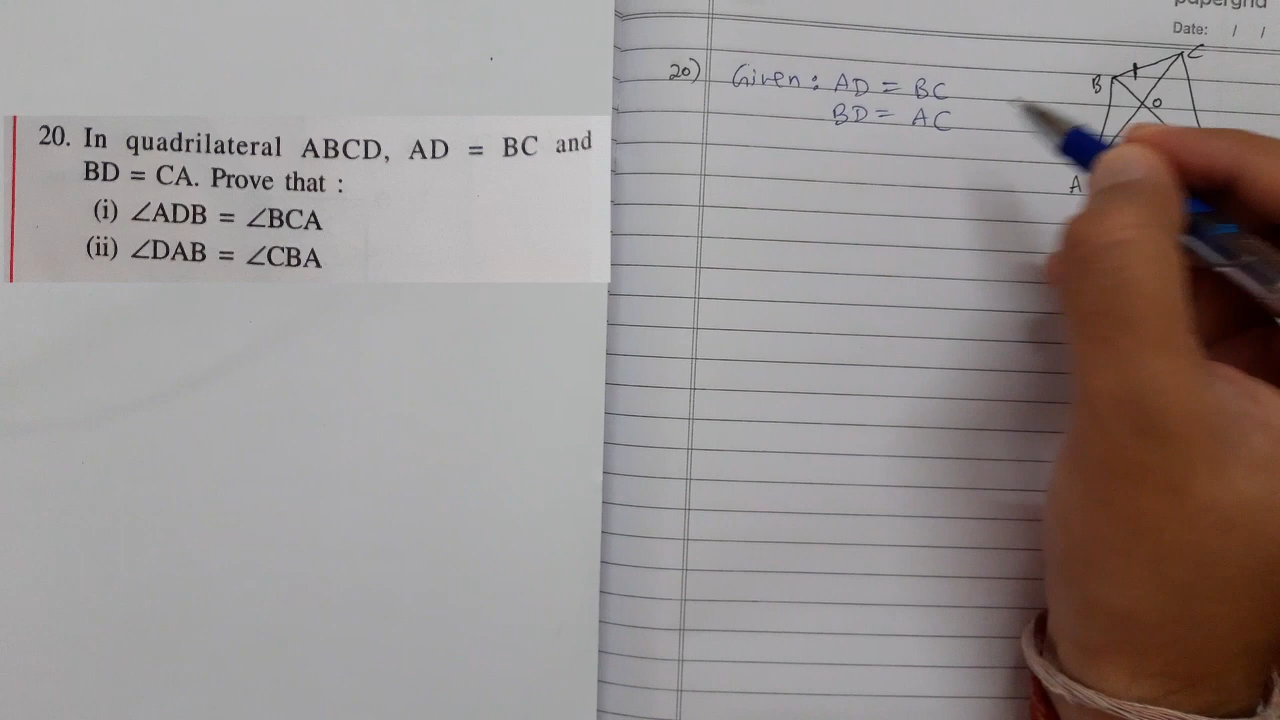 20. In quadrilateral ABCD, AD = BC and
BD = CA. Prove that :
(i) ∠ADB = ∠BCA
(ii) ∠DAB = ∠CBA
Date: / /
20) Given: AD = BC
BD = AC
C
B
O
A